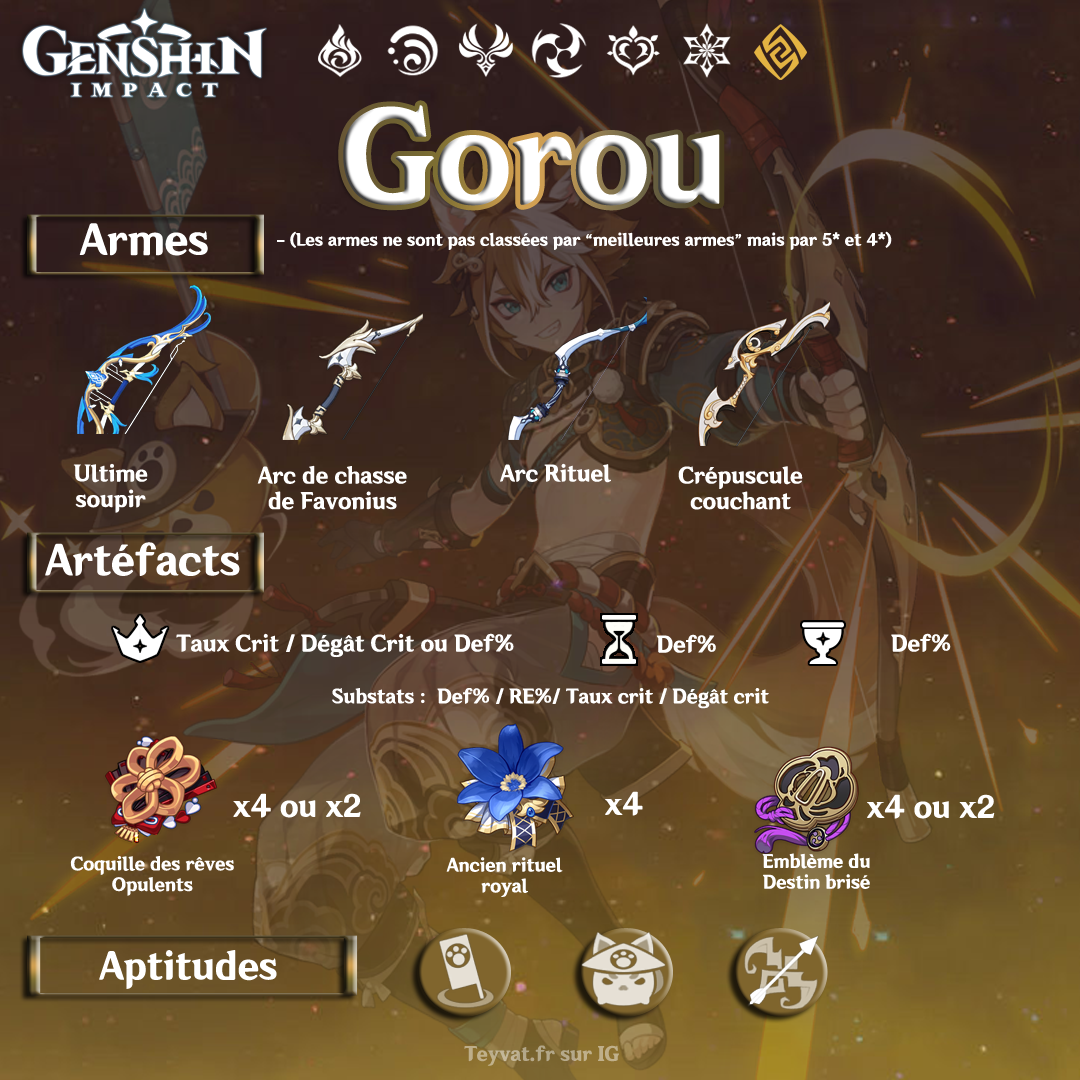 GENSHIN
IMPACT
Gorou
Armes
- (Les armes ne sont pas classées par “meilleures armes” mais par 5* et 4*)
Ultime
soupir
Arc de chasse
de Favonius
Arc Rituel
Crépuscule
couchant
Artéfacts
Taux Crit / Dégât Crit ou Def%
Def%
Def%
Substats : Def% / RE%/ Taux crit / Dégât crit
x4 ou x2
x4
x4 ou x2
Coquille des rêves
Opulents
Ancien rituel
royal
Emblème du
Destin brisé
Aptitudes
Teyvat.fr sur IG